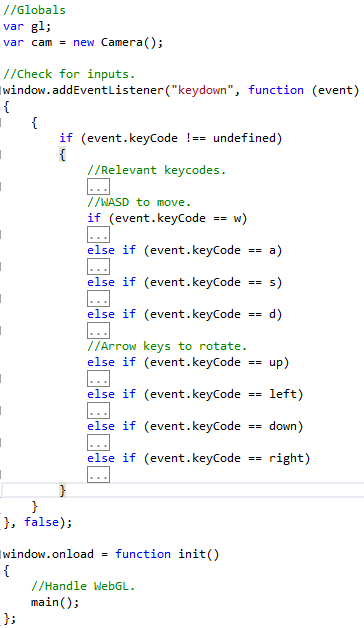 //Globals
var gl;
var cam = new Camera();

//Check for inputs.
window.addEventListener("keydown", function (event)
{
    {
        if (event.keyCode !== undefined)
        {
            //Relevant keycodes.
            ...
            //WASD to move.
            if (event.keyCode == w)
            ...
            else if (event.keyCode == a)
            ...
            else if (event.keyCode == s)
            ...
            else if (event.keyCode == d)
            ...
            //Arrow keys to rotate.
            else if (event.keyCode == up)
            ...
            else if (event.keyCode == left)
            ...
            else if (event.keyCode == down)
            ...
            else if (event.keyCode == right)
            ...
        }
    }
}, false);

window.onload = function init()
{
    //Handle WebGL.
    main();
};